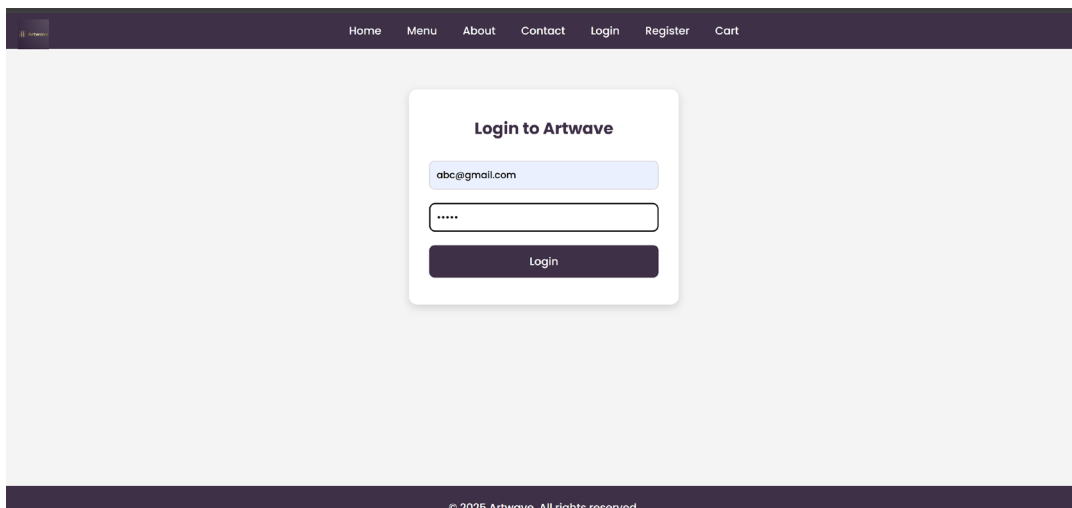 Artwave
Home Menu About Contact Login Register Cart
Login to Artwave
abc@gmail.com
•••••
Login
© 2025 Artwave. All rights reserved.